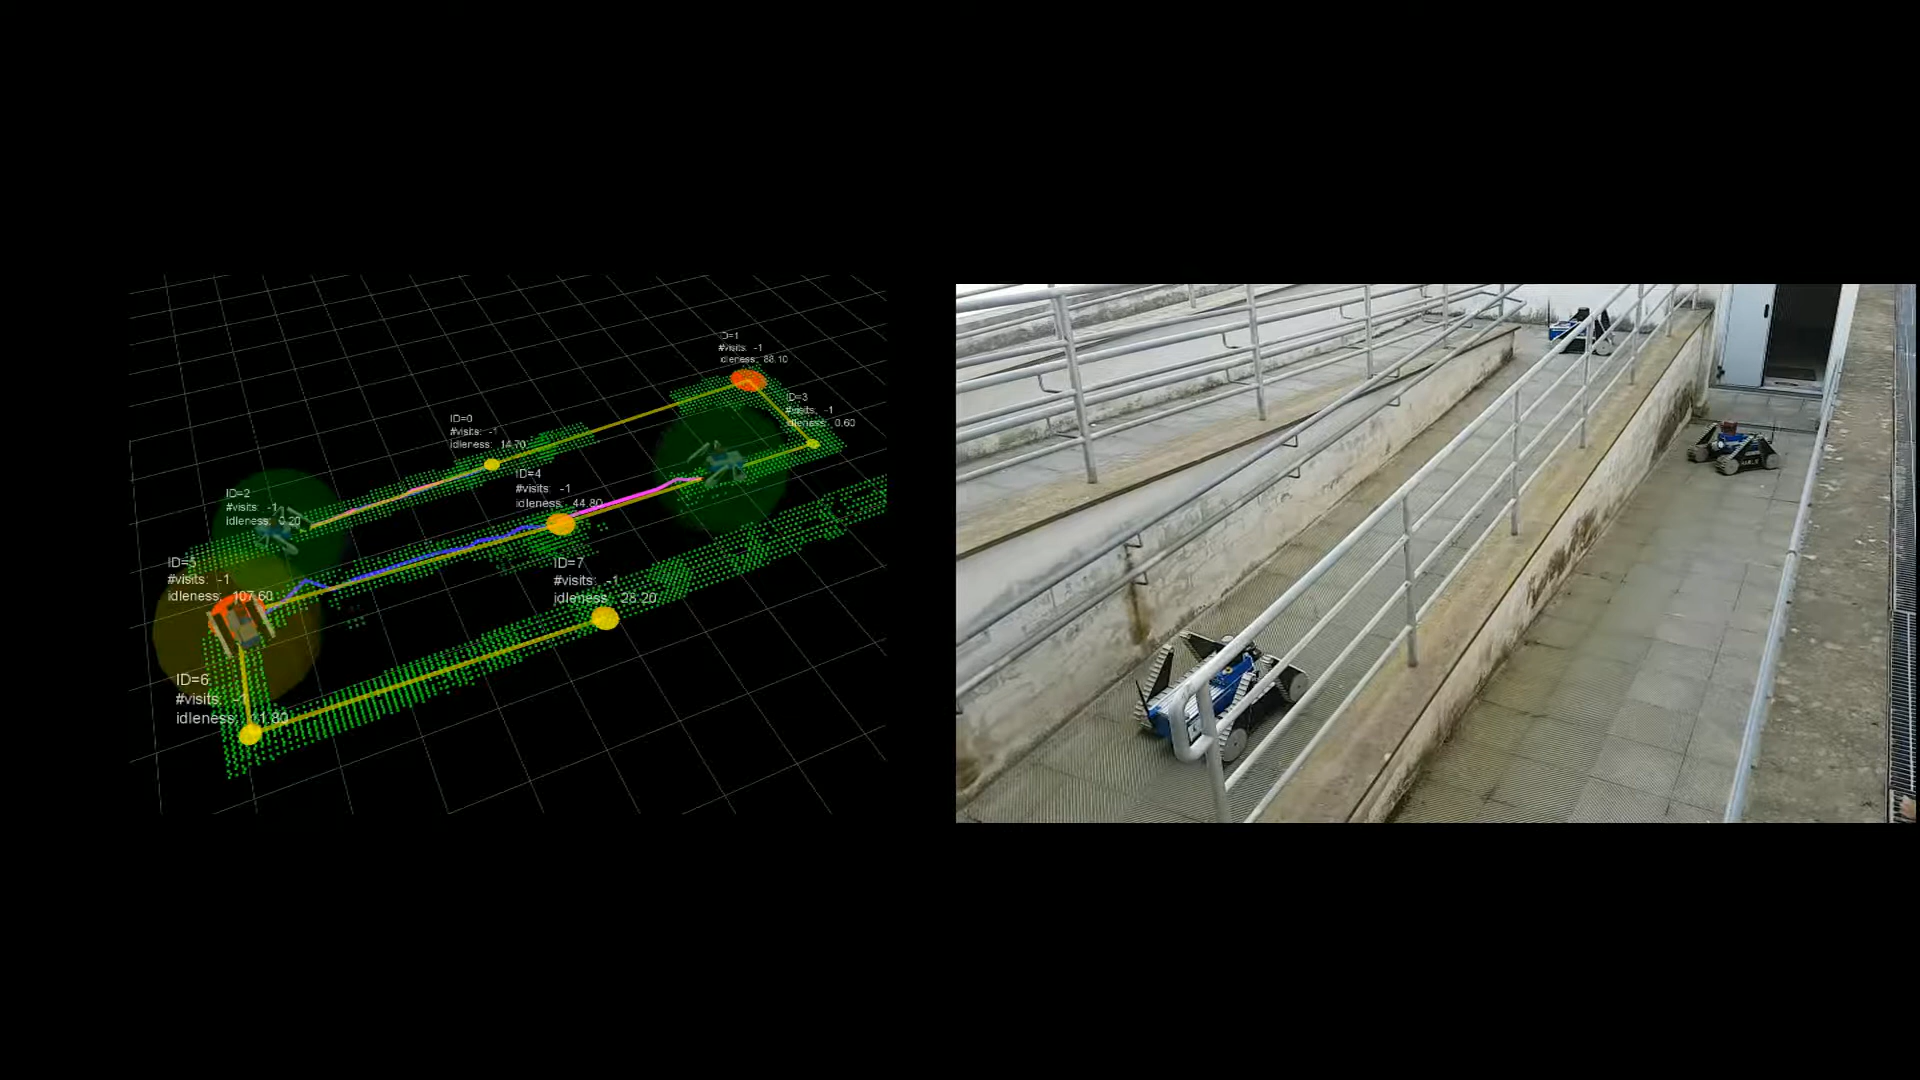 ID=1
#visits: -1
idleness: 88.10
ID=3
#visits: -1
idleness: 0.60
ID=0
#visits: -1
idleness: 14.70
ID=4
#visits: -1
idleness: 44.80
ID=2
#visits: -1
idleness: 0.20
ID=5
#visits: -1
idleness: 107.60
ID=7
#visits: -1
idleness: 28.20
ID=6
#visits:
idleness: 11.80